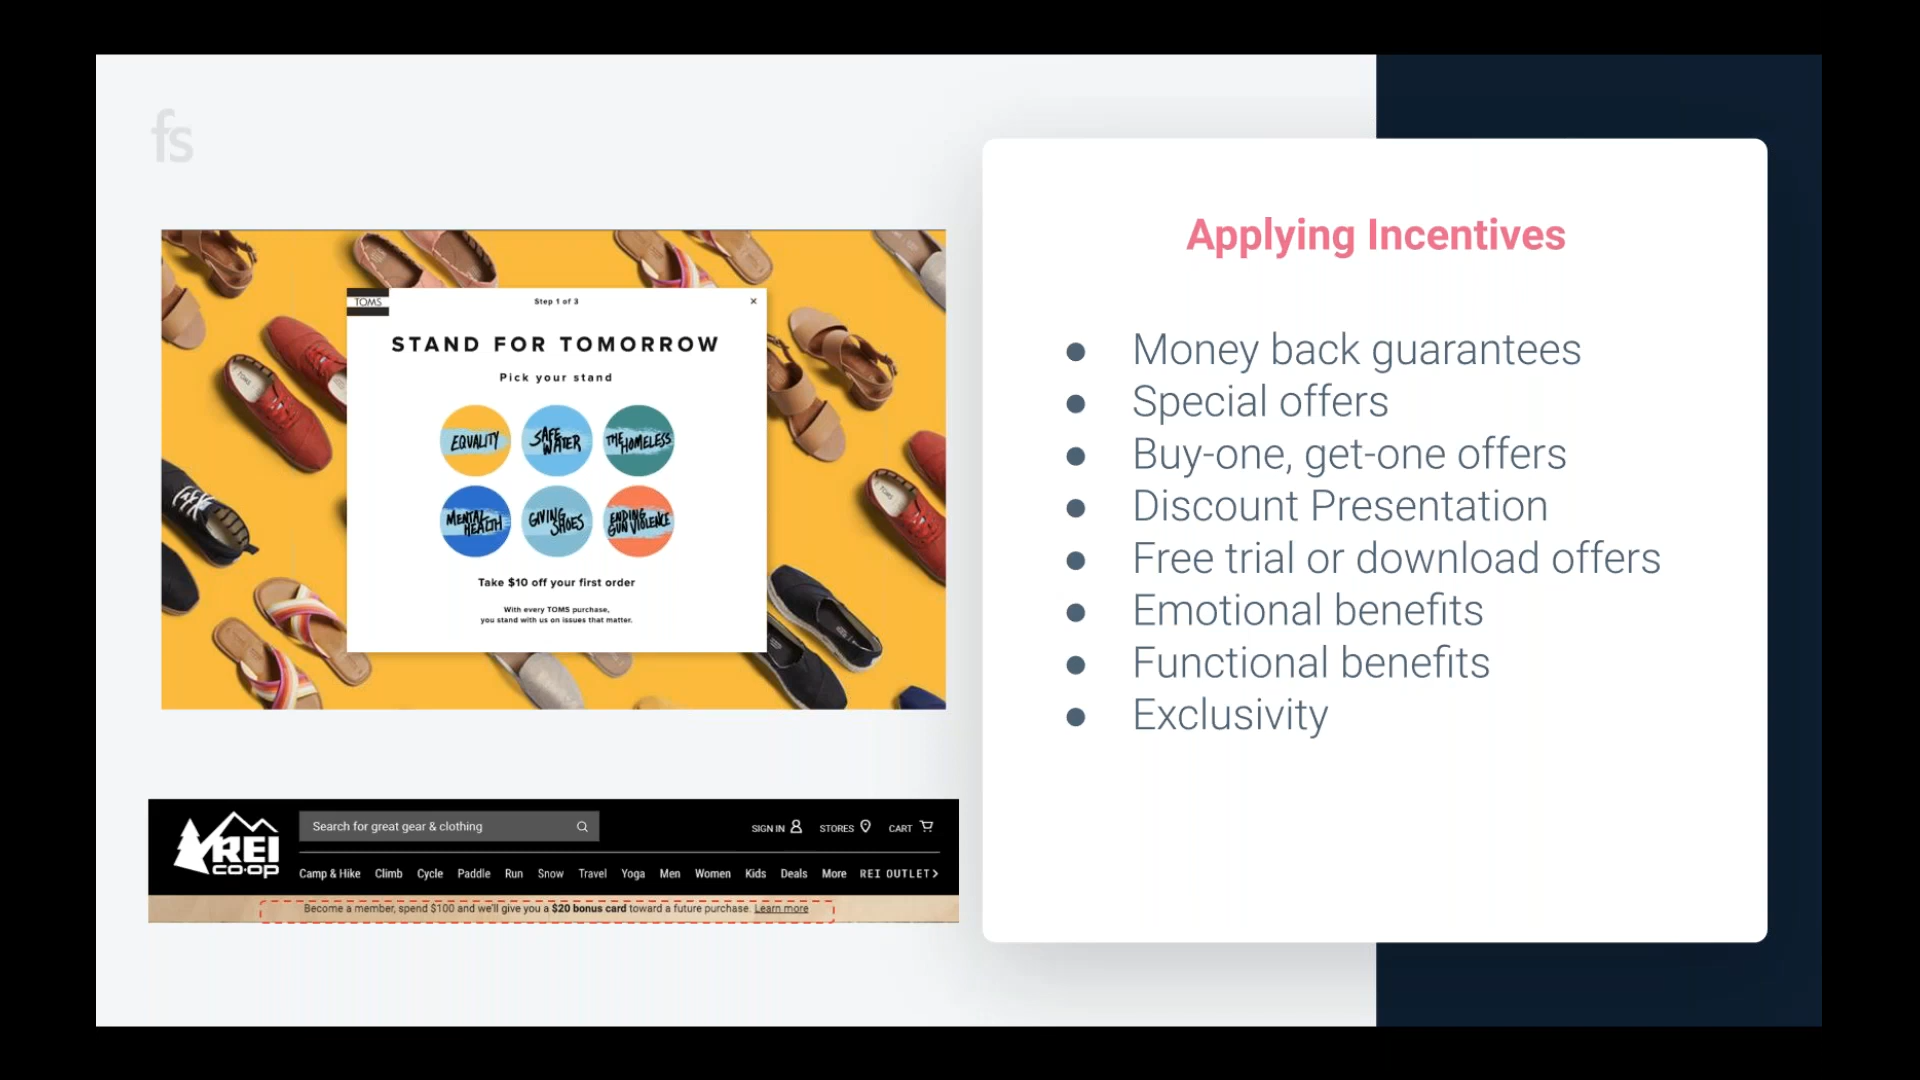 fs
TOMS
Step 1 of 3
×
STAND FOR TOMORROW
Pick your stand
EQUALITY
SAFE
WATER
THE HOMELESS
MENTAL
HEALTH
GIVING
SHOES
ENDING
GUN VIOLENCE
Take $10 off your first order
With every TOMS purchase,
you stand with us on issues that matter.
TOMS
TOMS
REI
CO·OP
Search for great gear & clothing
SIGN IN STORES CART
Camp & Hike Climb Cycle Paddle Run Snow Travel Yoga Men Women Kids Deals More REI OUTLET>
Become a member, spend $100 and we'll give you a $20 bonus card toward a future purchase. Learn more
Applying Incentives
● Money back guarantees
● Special offers
● Buy-one, get-one offers
● Discount Presentation
● Free trial or download offers
● Emotional benefits
● Functional benefits
● Exclusivity